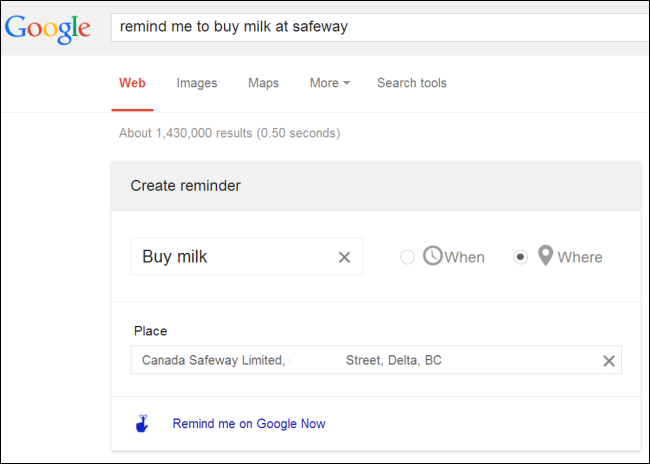 Google remind me to buy milk at safeway
Web Images Maps More Search tools
About 1,430,000 results (0.50 seconds)
Create reminder
Buy milk When Where
Place
Canada Safeway Limited, Street, Delta, BC
Remind me on Google Now